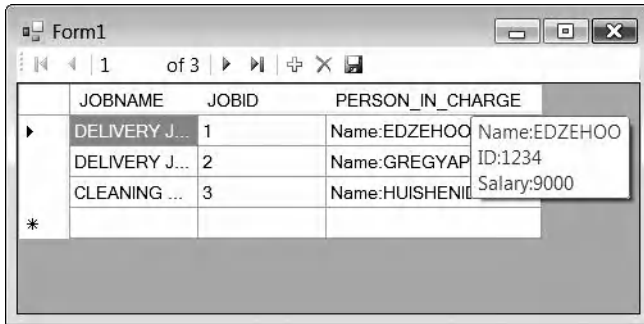 Form1
1 of 3
JOBNAME JOBID PERSON_IN_CHARGE
DELIVERY J... 1 Name:EDZEHOO
DELIVERY J... 2 Name:GREGYAP
CLEANING ... 3 Name:HUISHENID
Name:EDZEHOO
ID:1234
Salary:9000